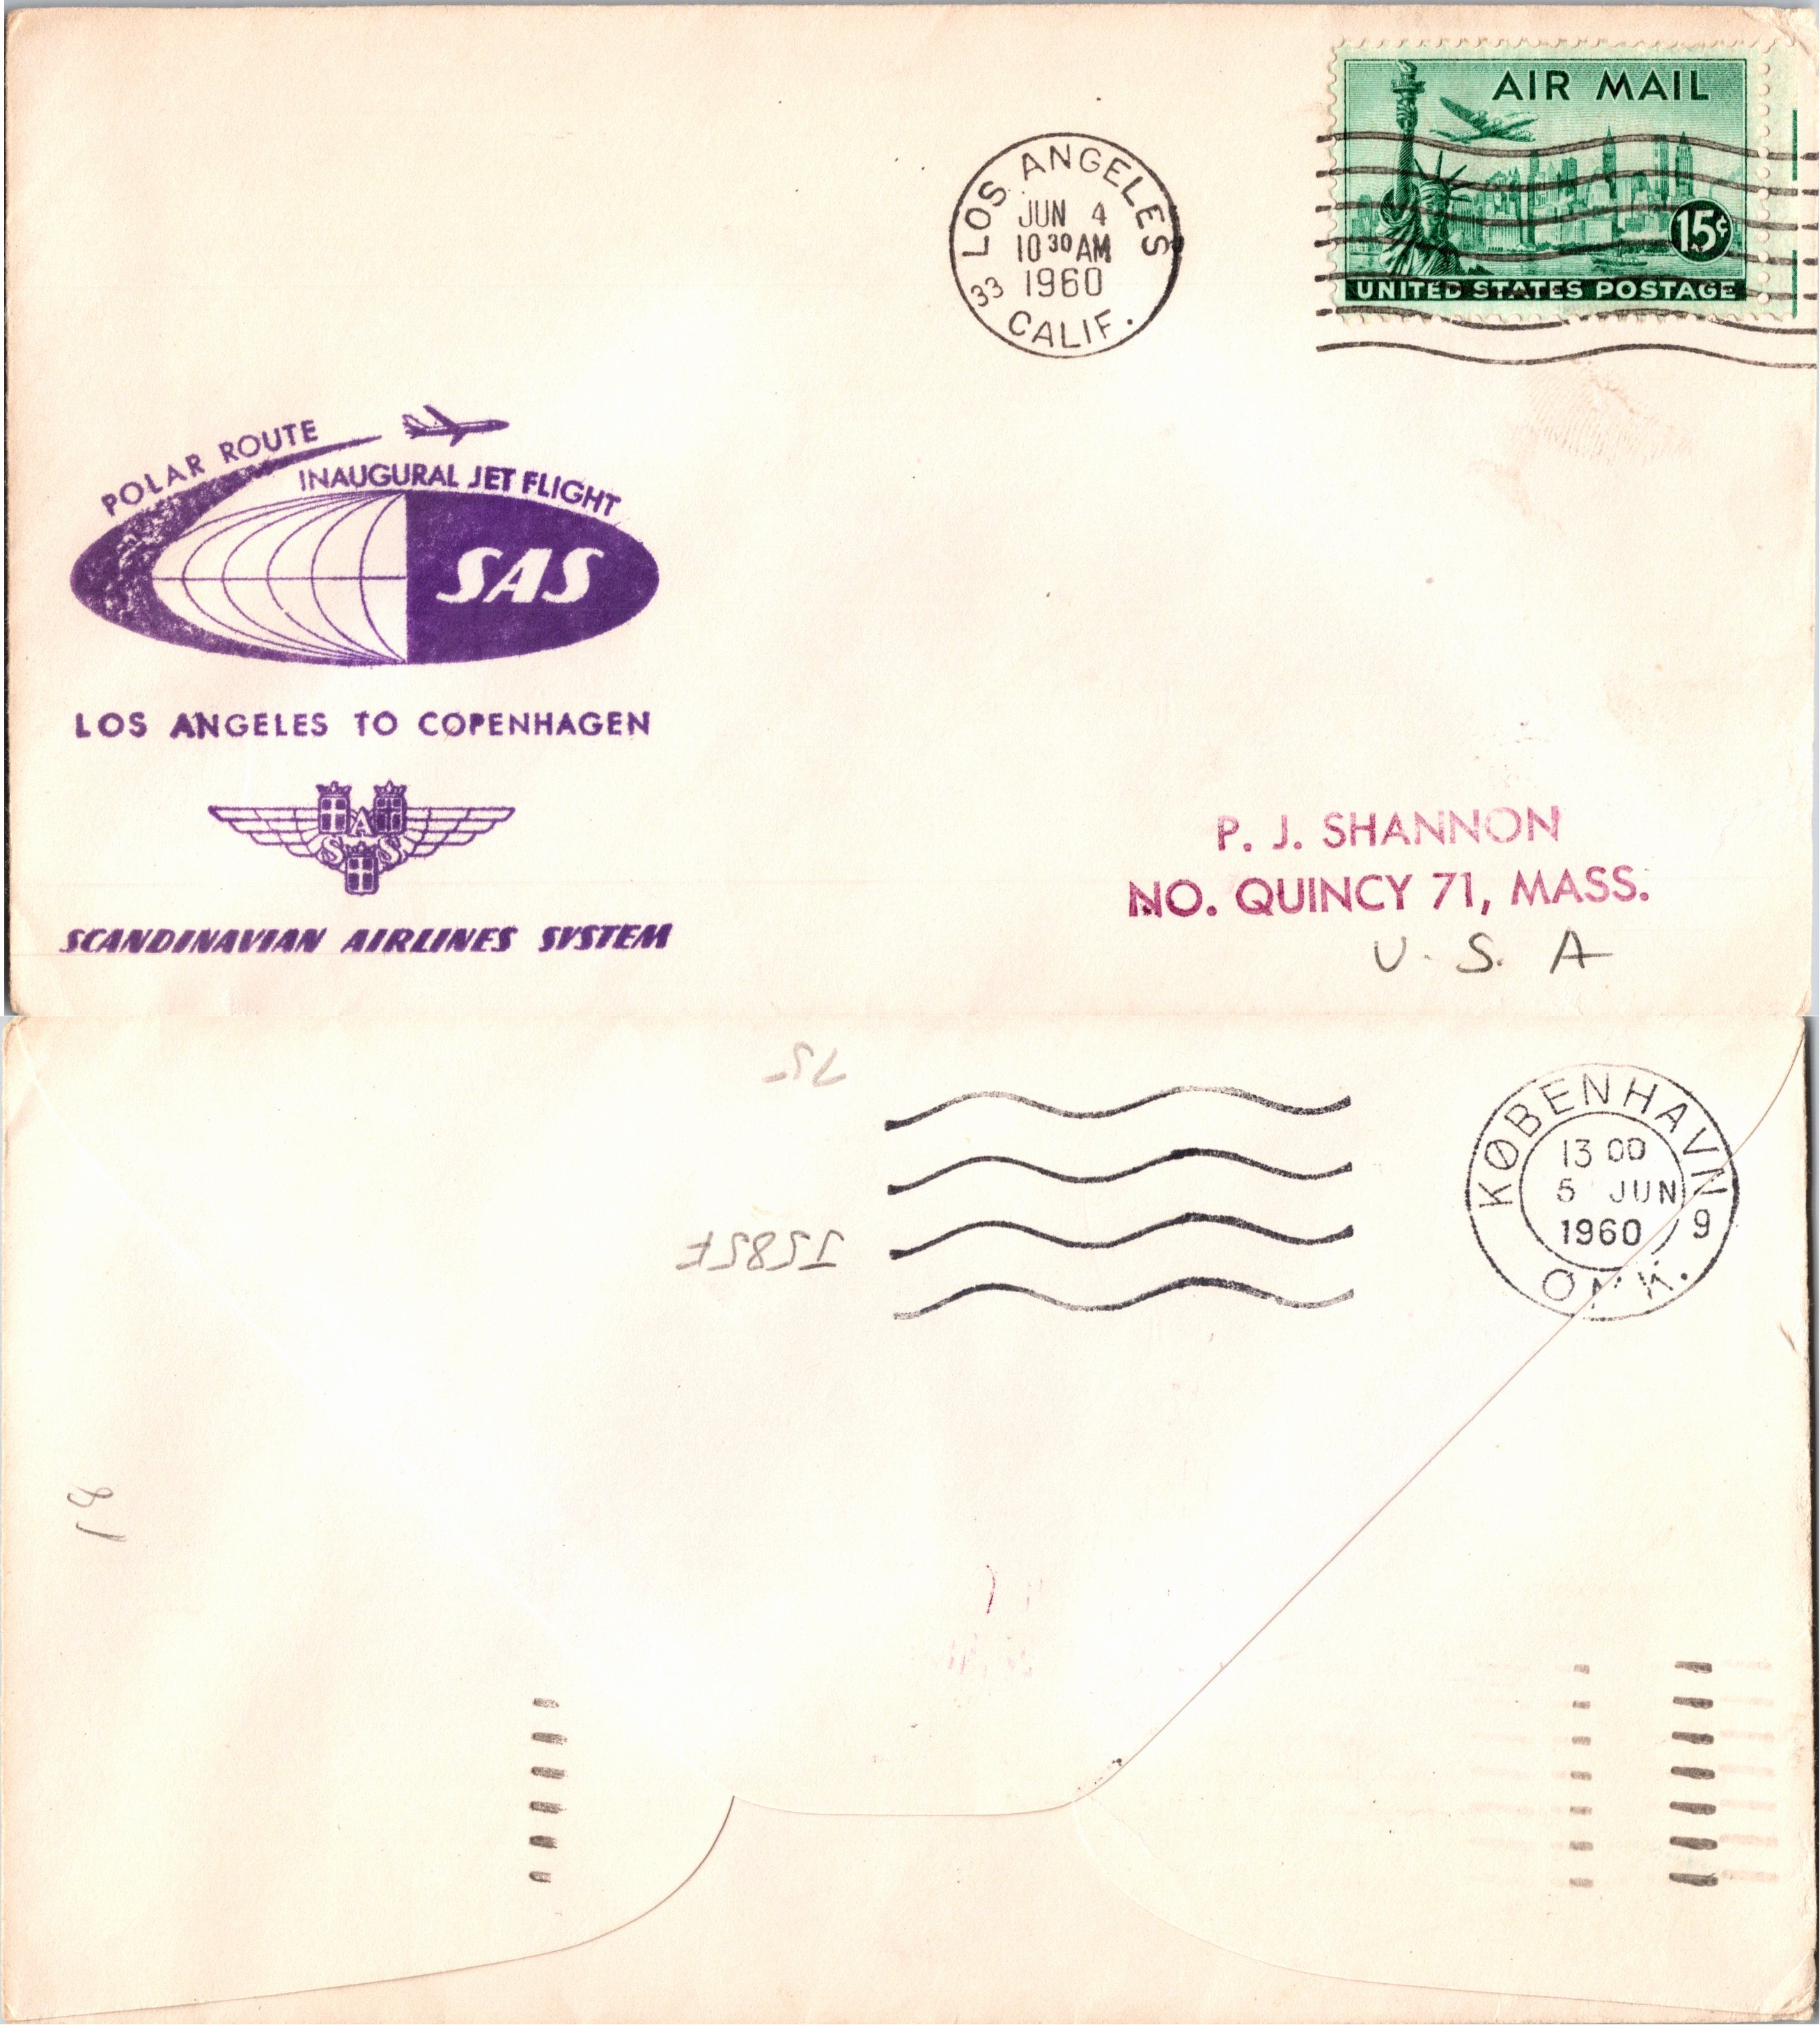 AIR MAIL
15¢
UNITED STATES POSTAGE
LOS ANGELES
JUN 4
10 30 AM
1960
33 CALIF.
POLAR ROUTE
INAUGURAL JET FLIGHT
SAS
LOS ANGELES TO COPENHAGEN
SAS
SCANDINAVIAN AIRLINES SYSTEM
P. J. SHANNON
NO. QUINCY 71, MASS.
U. S. A
KØBENHAVN 9
13 00
5 JUN
1960